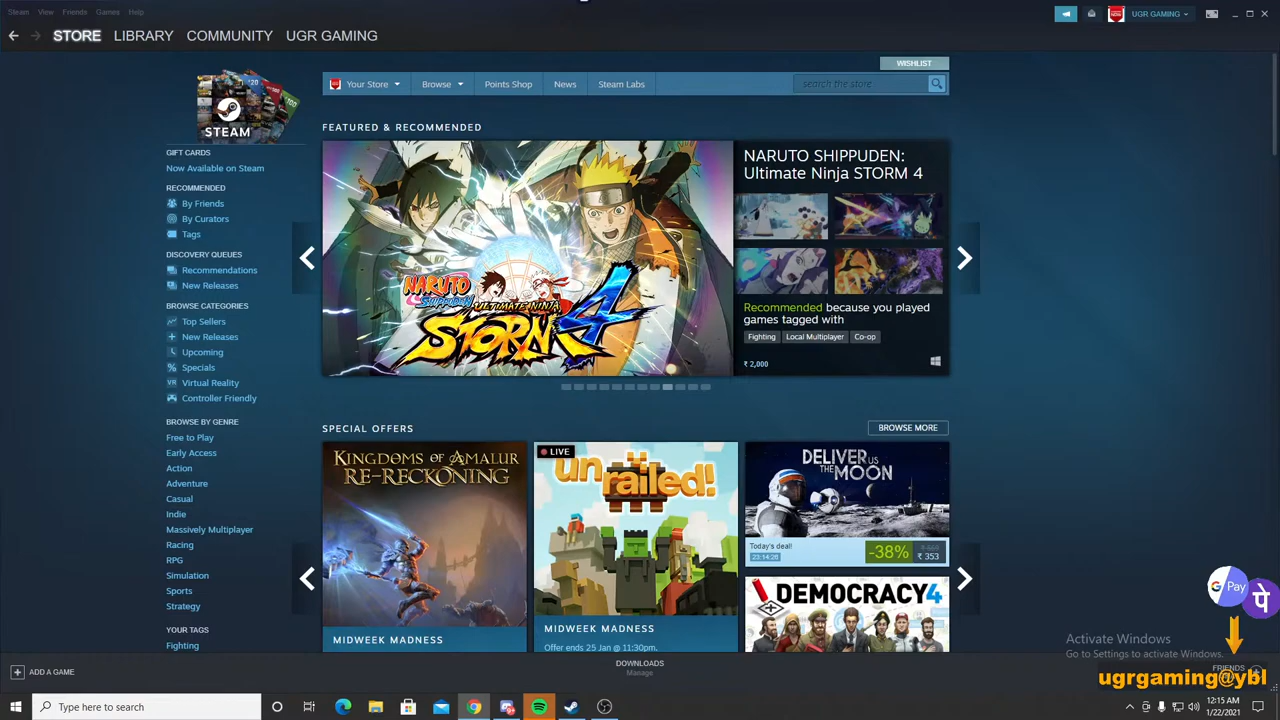 Steam View Friends Games Help
UGR GAMING
STORE LIBRARY COMMUNITY UGR GAMING
WISHLIST
Your Store Browse Points Shop News Steam Labs search the store
STEAM
GIFT CARDS
Now Available on Steam
RECOMMENDED
By Friends
By Curators
Tags
DISCOVERY QUEUES
Recommendations
New Releases
BROWSE CATEGORIES
Top Sellers
New Releases
Upcoming
Specials
VR Virtual Reality
Controller Friendly
BROWSE BY GENRE
Free to Play
Early Access
Action
Adventure
Casual
Indie
Massively Multiplayer
Racing
RPG
Simulation
Sports
Strategy
YOUR TAGS
Fighting
FEATURED & RECOMMENDED
NARUTO
SHIPPUDEN
ULTIMATE NINJA
STORM 4
NARUTO SHIPPUDEN:
Ultimate Ninja STORM 4
Recommended because you played
games tagged with
Fighting Local Multiplayer Co-op
₹ 2,000
SPECIAL OFFERS
BROWSE MORE
KINGDOMS OF AMALUR
RE-RECKONING
MIDWEEK MADNESS
LIVE
unrailed!
MIDWEEK MADNESS
Offer ends 25 Jan @ 11:30pm.
DELIVER US
THE MOON
Today's deal!
-38%
₹ 353
DEMOCRACY 4
G Pay
पे
Activate Windows
Go to Settings to activate Windows.
FRIENDS
ugrgaming@ybl
ADD A GAME
DOWNLOADS
Manage
Type here to search
12:15 AM
1/22/2021